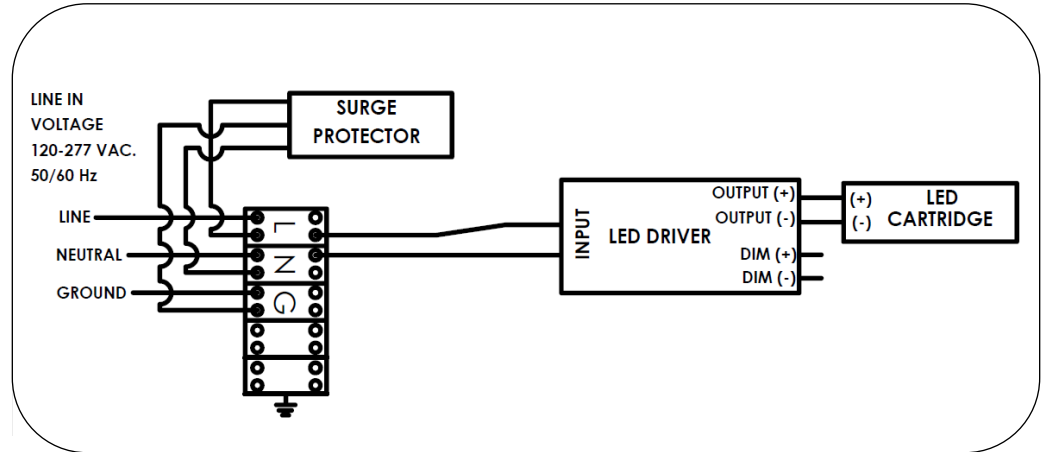 LINE IN
VOLTAGE
120-277 VAC.
50/60 Hz
SURGE
PROTECTOR
LINE
NEUTRAL
GROUND
L
N
G
INPUT
LED DRIVER
OUTPUT (+)
OUTPUT (-)
DIM (+)
DIM (-)
(+)
(-)
LED
CARTRIDGE